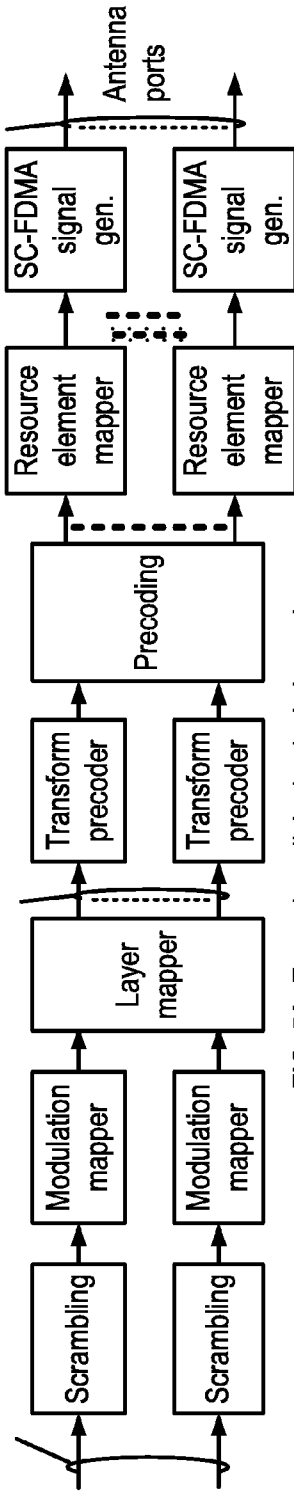 Scrambling
Scrambling
Modulation
mapper
Modulation
mapper
Layer
mapper
Transform
precoder
Transform
precoder
Precoding
Resource
element
mapper
Resource
element
mapper
SC-FDMA
signal
gen.
SC-FDMA
signal
gen.
Antenna
ports